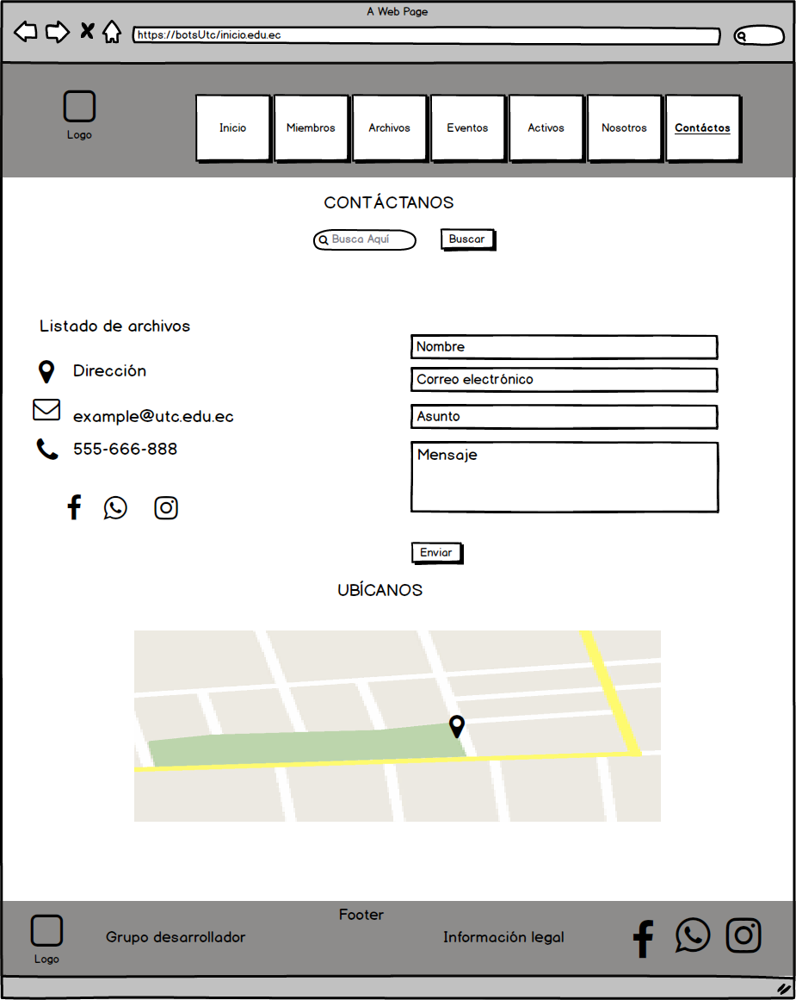 A Web Page
https://botsUtc/inicio.edu.ec
Logo
Inicio
Miembros
Archivos
Eventos
Activos
Nosotros
Contáctos
CONTÁCTANOS
Busca Aquí
Buscar
Listado de archivos
Dirección
example@utc.edu.ec
555-666-888
Nombre
Correo electrónico
Asunto
Mensaje
Enviar
UBÍCANOS
Footer
Logo
Grupo desarrollador
Información legal